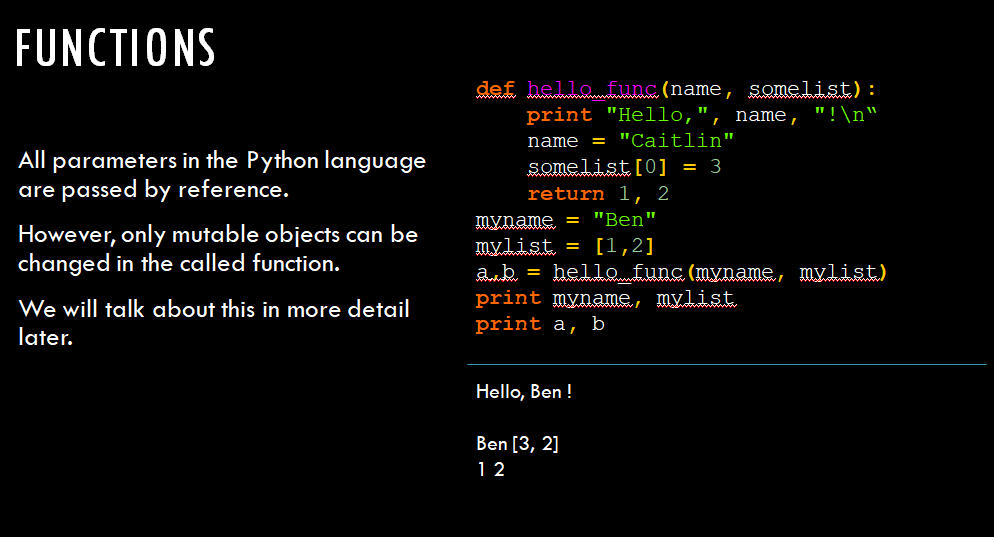 FUNCTIONS
All parameters in the Python language
are passed by reference.
However, only mutable objects can be
changed in the called function.
We will talk about this in more detail
later.
def hello_func(name, somelist):
    print "Hello,", name, "!\n“
    name = "Caitlin"
    somelist[0] = 3
    return 1, 2
myname = "Ben"
mylist = [1,2]
a,b = hello_func(myname, mylist)
print myname, mylist
print a, b
Hello, Ben !
Ben [3, 2]
1 2